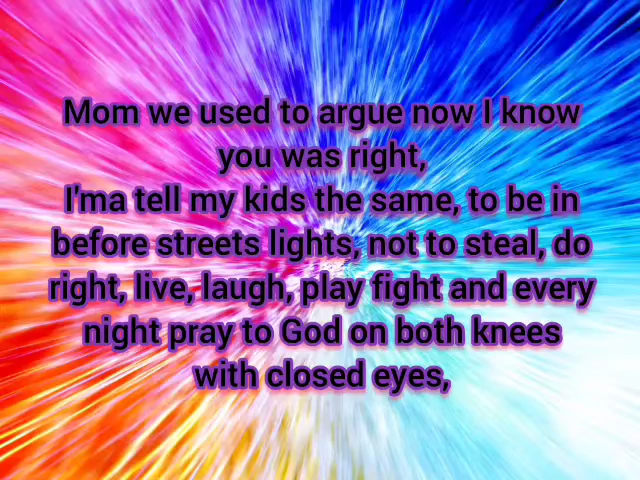 Mom we used to argue now I know
you was right,
I'ma tell my kids the same, to be in
before streets lights, not to steal, do
right, live, laugh, play fight and every
night pray to God on both knees
with closed eyes,